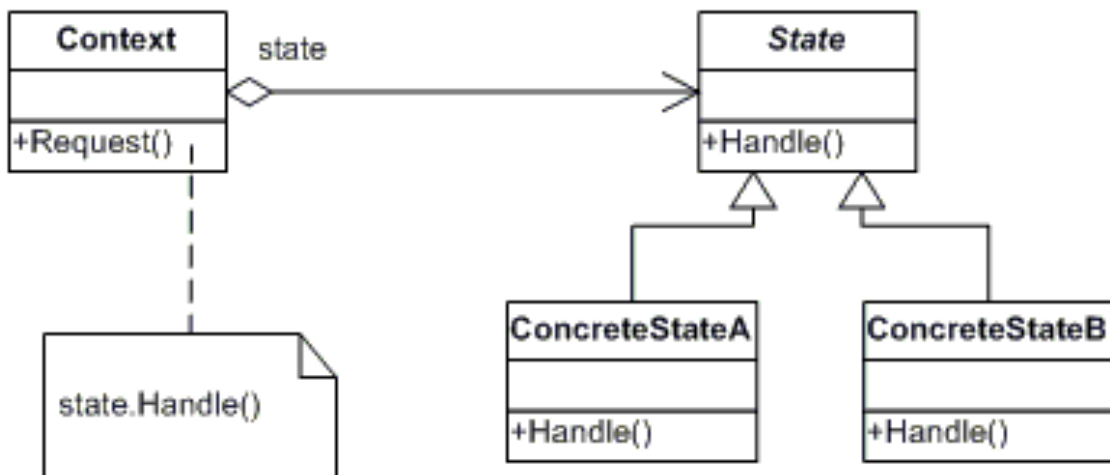 Context
state
State
+Request()
+Handle()
ConcreteStateA
ConcreteStateB
state.Handle()
+Handle()
+Handle()